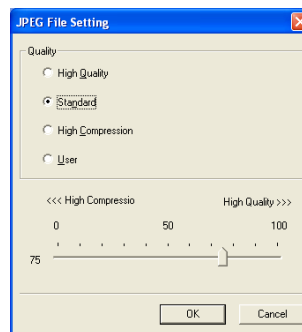 JPEG File Setting
Quality
High Quality
Standard
High Compression
User
<<< High Compressio High Quality >>>
0 50 100
75
OK Cancel